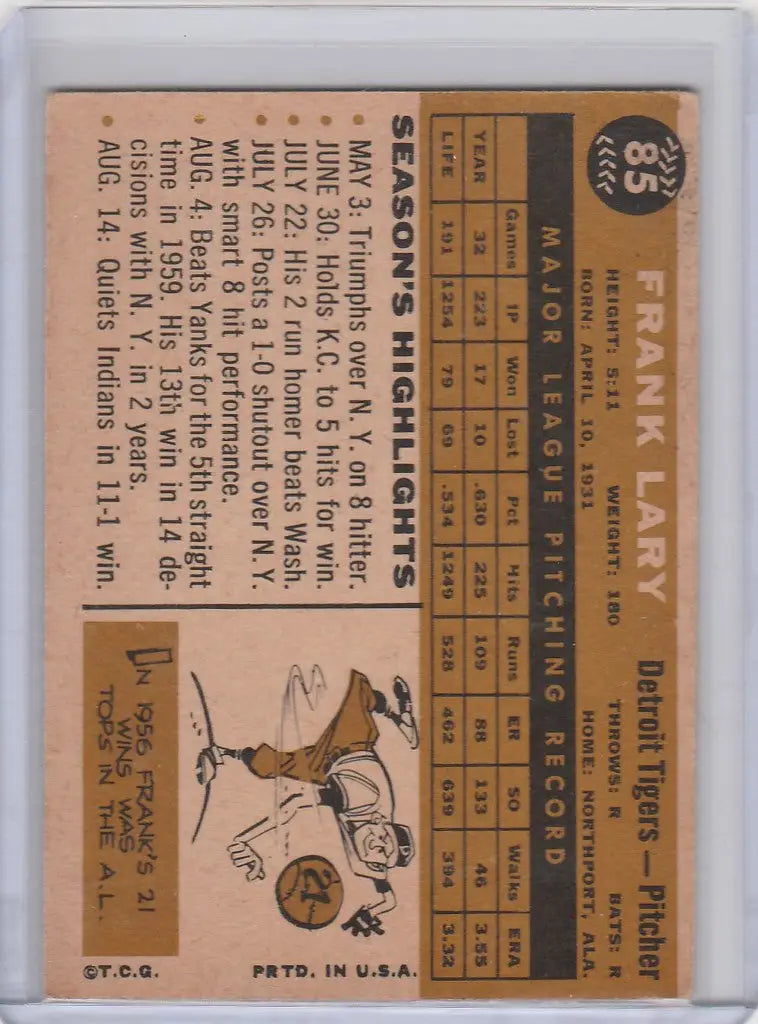 85
FRANK LARY
Detroit Tigers — Pitcher
HEIGHT: 5:11 WEIGHT: 180 THROWS: R BATS: R
BORN: APRIL 10, 1931 HOME: NORTHPORT, ALA.
MAJOR LEAGUE PITCHING RECORD
Games IP Won Lost Pct Hits Runs ER SO Walks ERA
YEAR 32 223 17 10 .630 225 109 88 133 46 3.55
LIFE 191 1254 79 69 .534 1249 528 462 639 394 3.32
SEASON'S HIGHLIGHTS
• MAY 3: Triumphs over N. Y. on 8 hitter.
• JUNE 30: Holds K.C. to 5 hits for win.
• JULY 22: His 2 run homer beats Wash.
• JULY 26: Posts a 1-0 shutout over N. Y.
with smart 8 hit performance.
• AUG. 4: Beats Yanks for the 5th straight
time in 1959. His 13th win in 14 de-
cisions with N. Y. in 2 years.
• AUG. 14: Quiets Indians in 11-1 win.
21
IN 1956 FRANK'S 21
WINS WAS
TOPS IN THE A.L.
©T.C.G. PRTD. IN U.S.A.